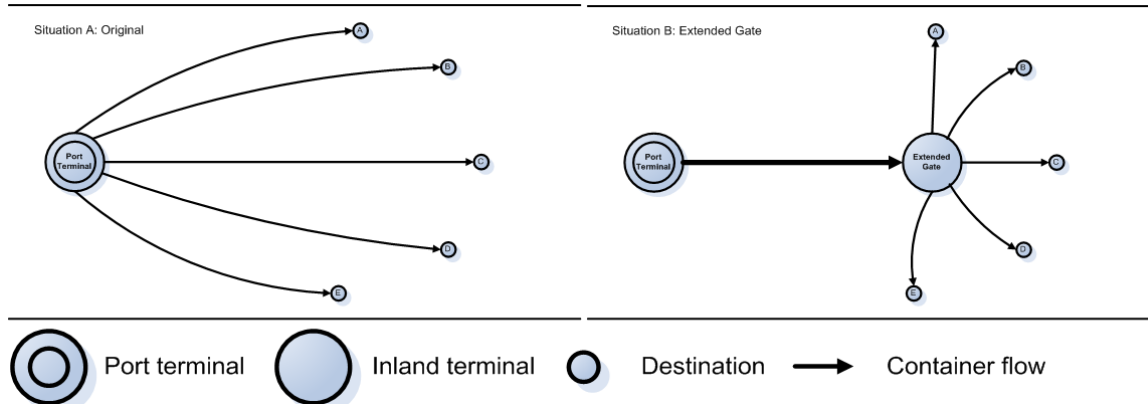 Situation A: Original
A
B
Port
Terminal
C
D
E
Situation B: Extended Gate
A
B
Port
Terminal
Extended
Gate
C
D
E
Port terminal
Inland terminal
Destination
Container flow